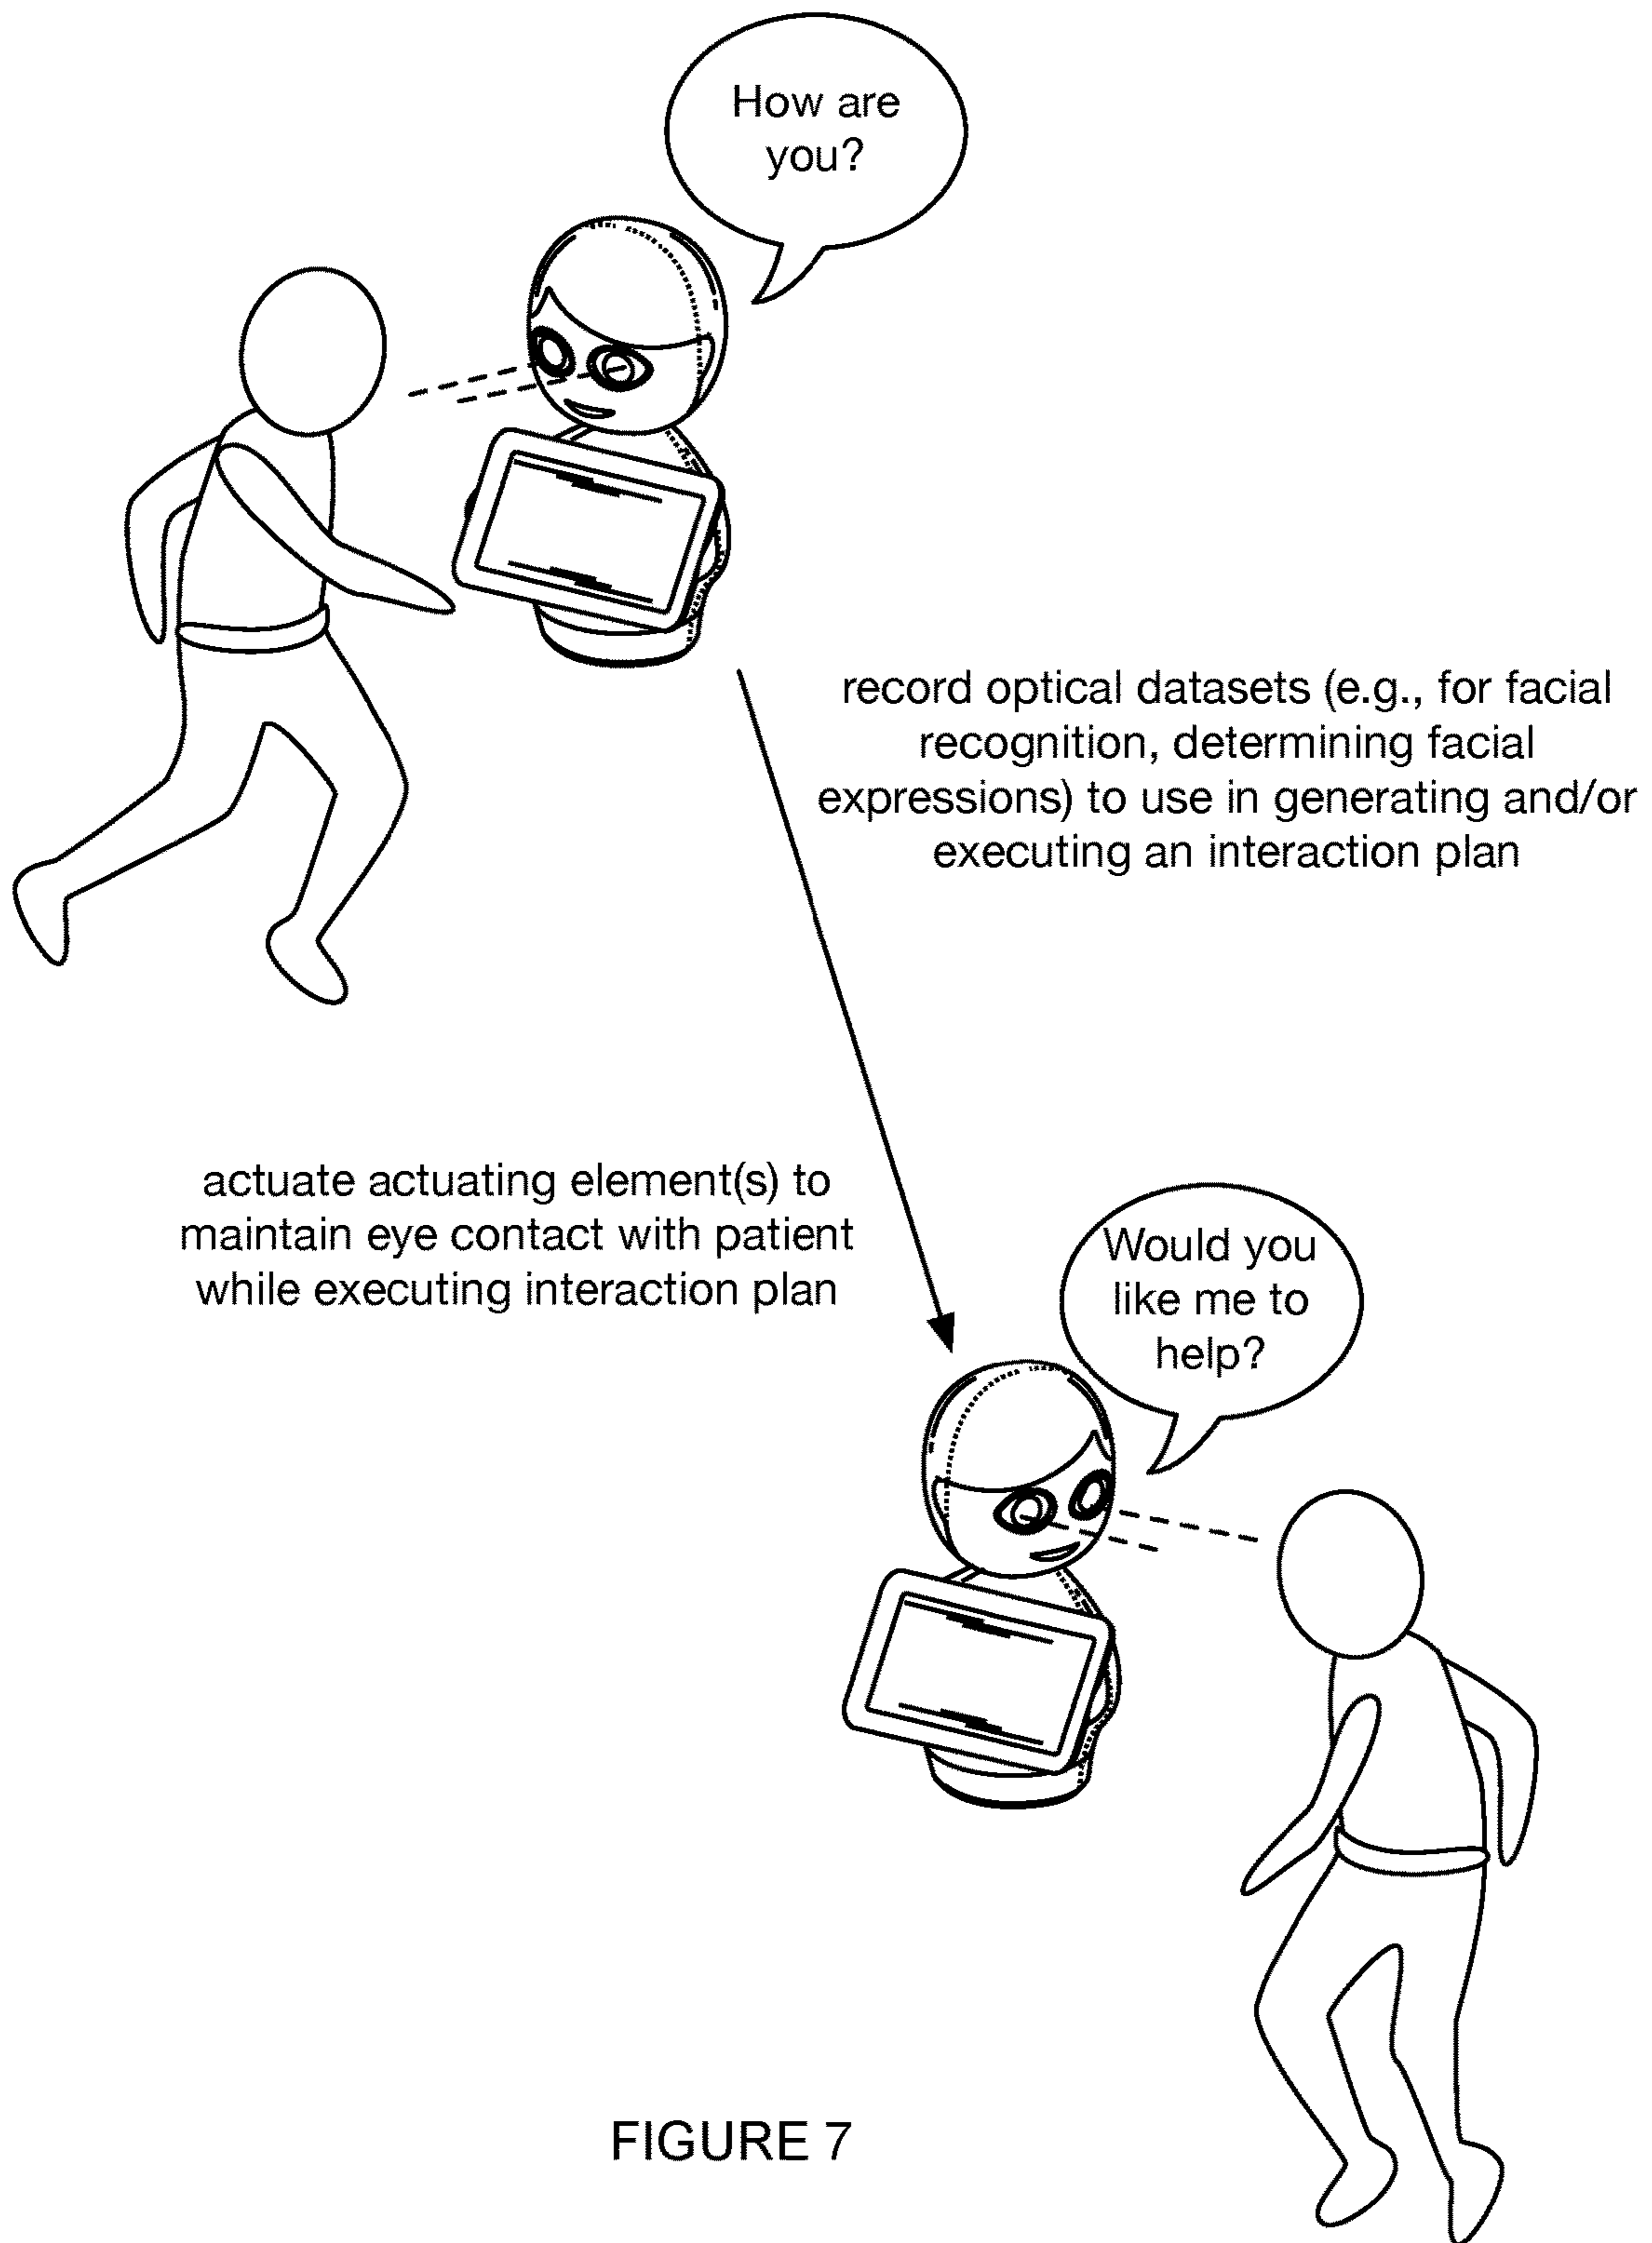 How are
you?
record optical datasets (e.g., for facial
recognition, determining facial
expressions) to use in generating and/or
executing an interaction plan
actuate actuating element(s) to
maintain eye contact with patient
while executing interaction plan
Would you
like me to
help?
FIGURE 7